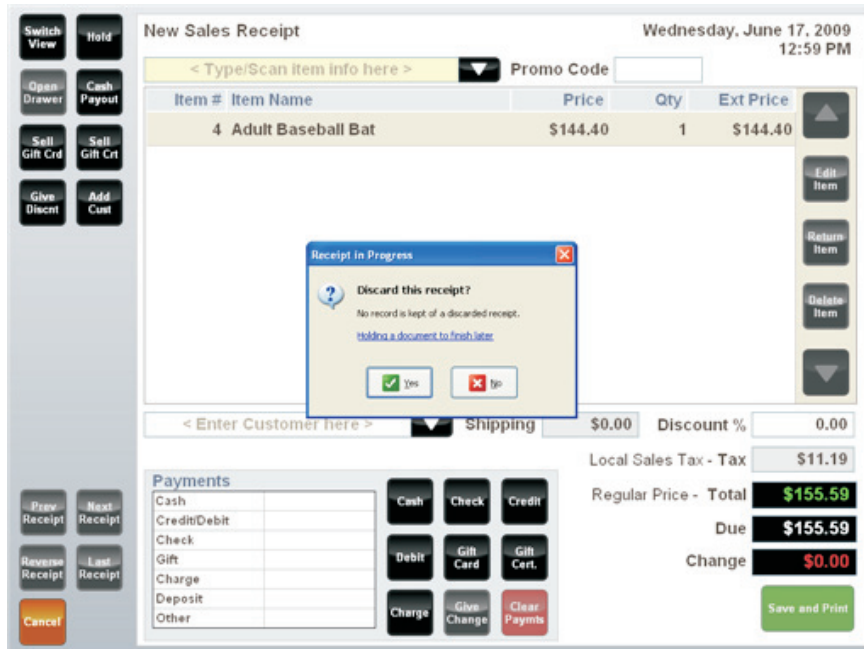 Switch View
Hold
New Sales Receipt
Wednesday, June 17, 2009
12:59 PM
< Type/Scan item info here >
Promo Code
Open Drawer
Cash Payout
Item # Item Name Price Qty Ext Price
4 Adult Baseball Bat $144.40 1 $144.40
Sell Gift Crd
Sell Gift Crt
Give Discnt
Add Cust
Edit Item
Return Item
Delete Item
Receipt in Progress
Discard this receipt?
No record is kept of a discarded receipt.
Holding a document to finish later
Yes
No
< Enter Customer here >
Shipping $0.00 Discount % 0.00
Local Sales Tax - Tax $11.19
Regular Price - Total $155.59
Due $155.59
Change $0.00
Payments
Cash
Credit/Debit
Check
Gift
Charge
Deposit
Other
Cash
Check
Credit
Debit
Gift Card
Gift Cert.
Charge
Give Change
Clear Paymts
Prev Receipt
Next Receipt
Reverse Receipt
Last Receipt
Cancel
Save and Print